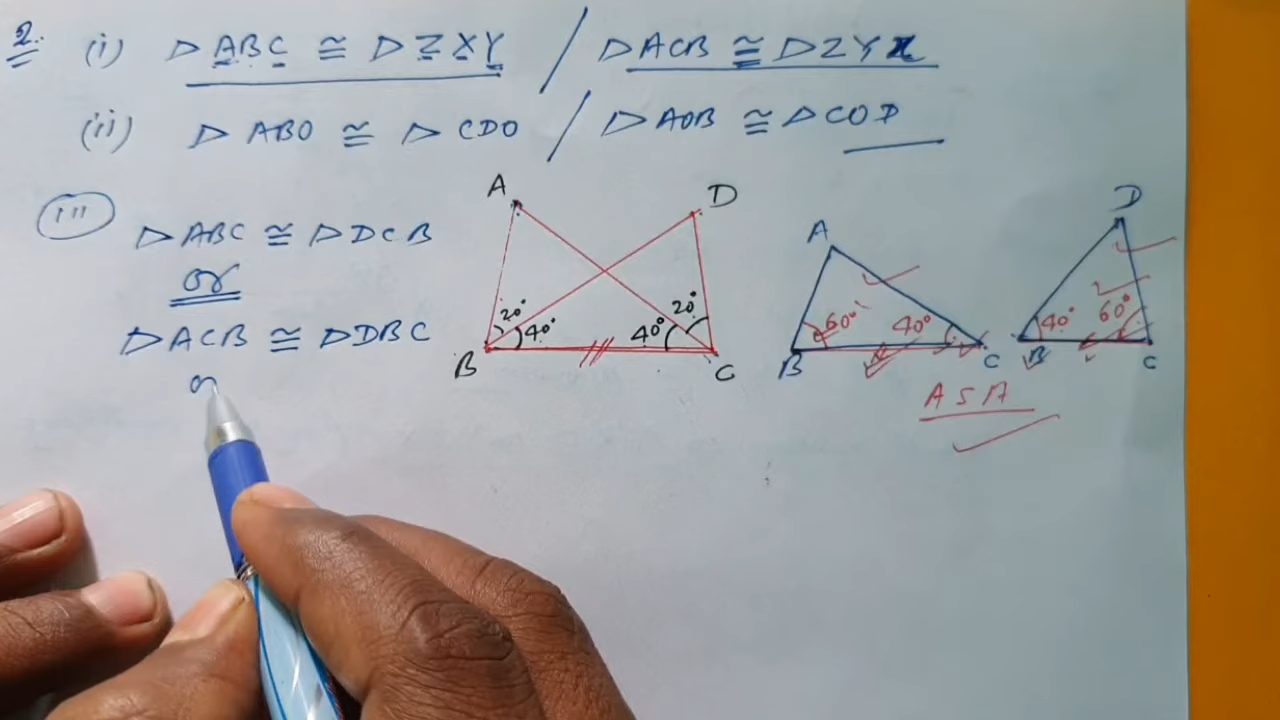 2. (i) △ABC ≅ △ZXY / △ACB ≅ △ZYX
(ii) △ABO ≅ △CDO / △AOB ≅ △COD
(iii) △ABC ≅ △DCB
or
△ACB ≅ △DBC
or
A D
20° 40° 40° 20°
B C
A
60° 40°
B C
D
40° 60°
B C
ASA